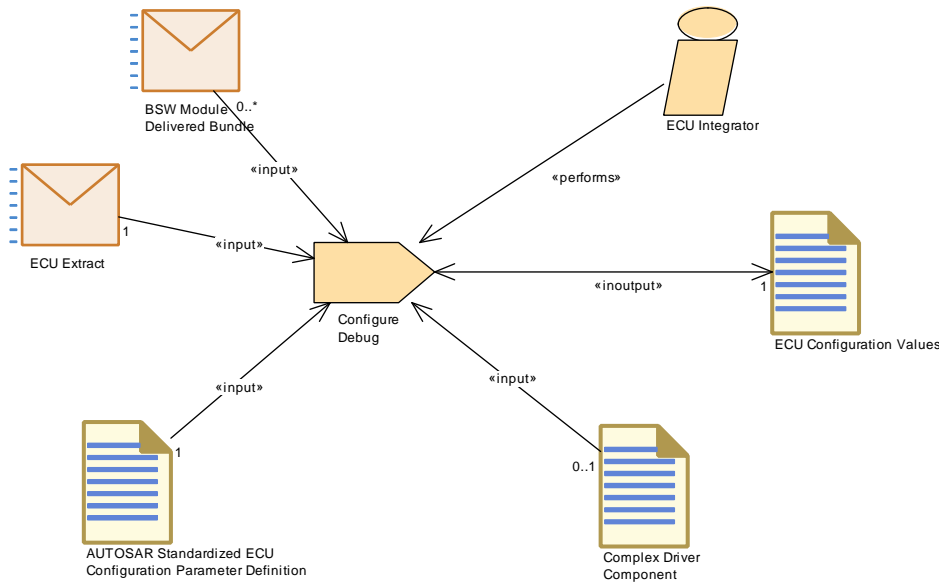 0..*
BSW Module
Delivered Bundle
ECU Integrator
«input»
«performs»
1
«input»
ECU Extract
«inoutput»
1
Configure
Debug
ECU Configuration Values
«input»
«input»
1
0..1
AUTOSAR Standardized ECU
Configuration Parameter Definition
Complex Driver
Component